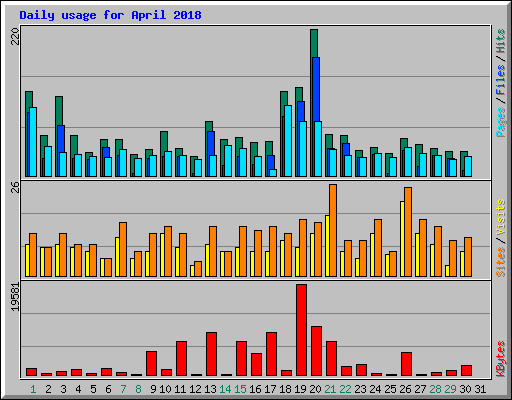 Daily usage for April 2018
220
Pages / Files / Hits
26
Sites / Visits
19581
KBytes
1 2 3 4 5 6 7 8 9 10 11 12 13 14 15 16 17 18 19 20 21 22 23 24 25 26 27 28 29 30 31